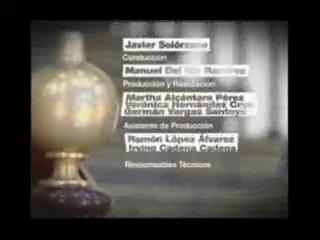 Javier Solórzano
Conducción
Manuel Del Ramírez
Producción y Realización
Martha Alcántara Pérez
Verónica Hernández
Germán Vargas
Asistente de Producción
Ramón López Álvarez
Irving Cadena Cadena
Responsables Técnicos